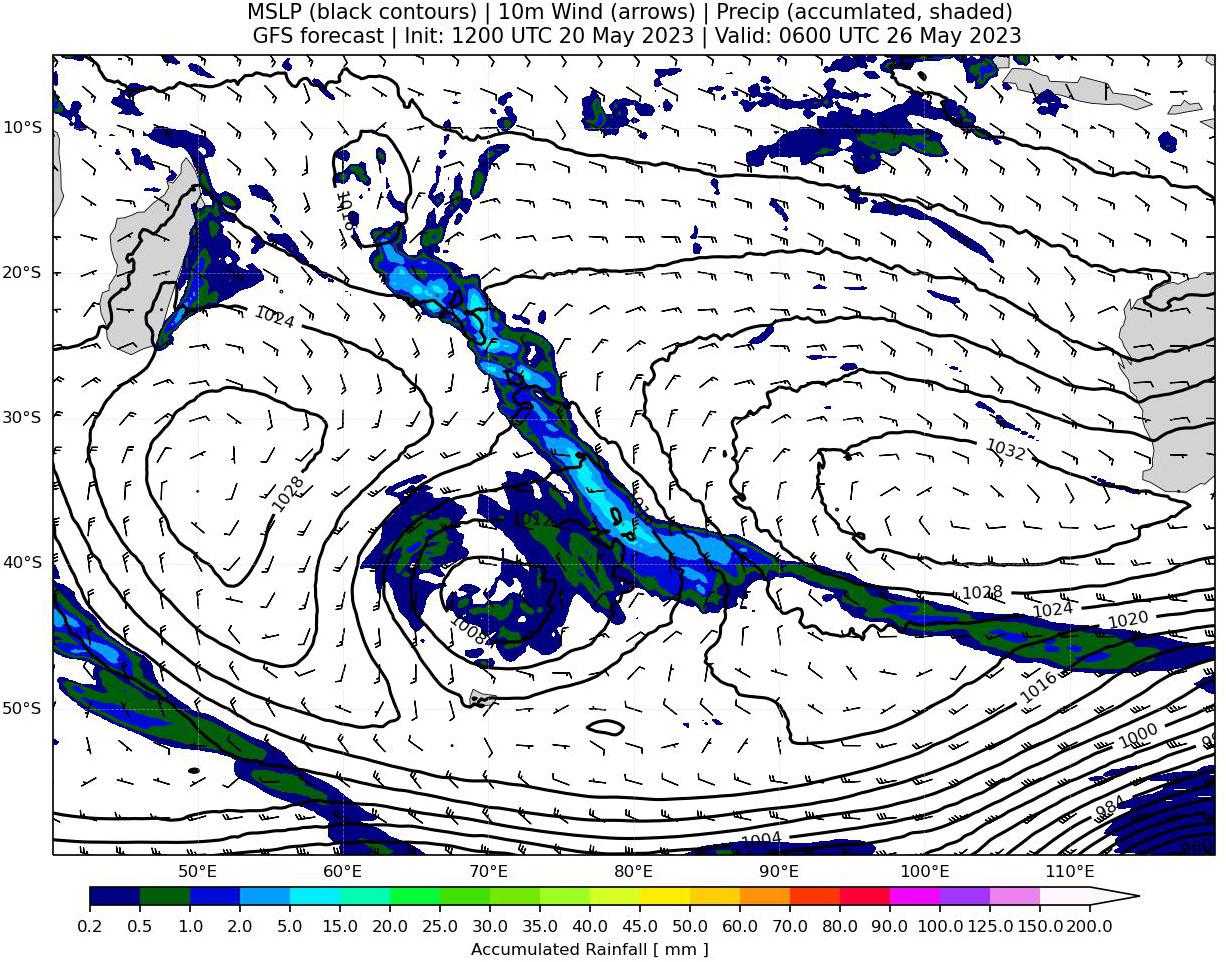 MSLP (black contours) | 10m Wind (arrows) | Precip (accumlated, shaded)
GFS forecast | Init: 1200 UTC 20 May 2023 | Valid: 0600 UTC 26 May 2023
10°S
1016
20°S
1024
30°S
1032
1028
1012
40°S
1028
1024
1020
1008
1016
50°S
1000
984
1004
960
50°E 60°E 70°E 80°E 90°E 100°E 110°E
0.2 0.5 1.0 2.0 5.0 10.0 15.0 20.0 25.0 30.0 35.0 40.0 45.0 50.0 60.0 70.0 80.0 90.0 100.0 125.0 150.0 200.0
Accumulated Rainfall [ mm ]